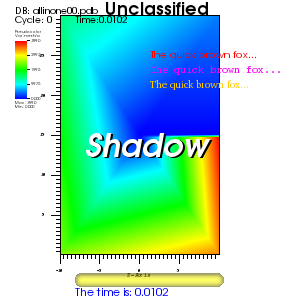 Unclassified
DB: allinone00.pdb
Cycle: 0 Time:0.0102
The quick brown fox...
The quick brown fox...
The quick brown fox...
Shadow
The time is: 0.0102